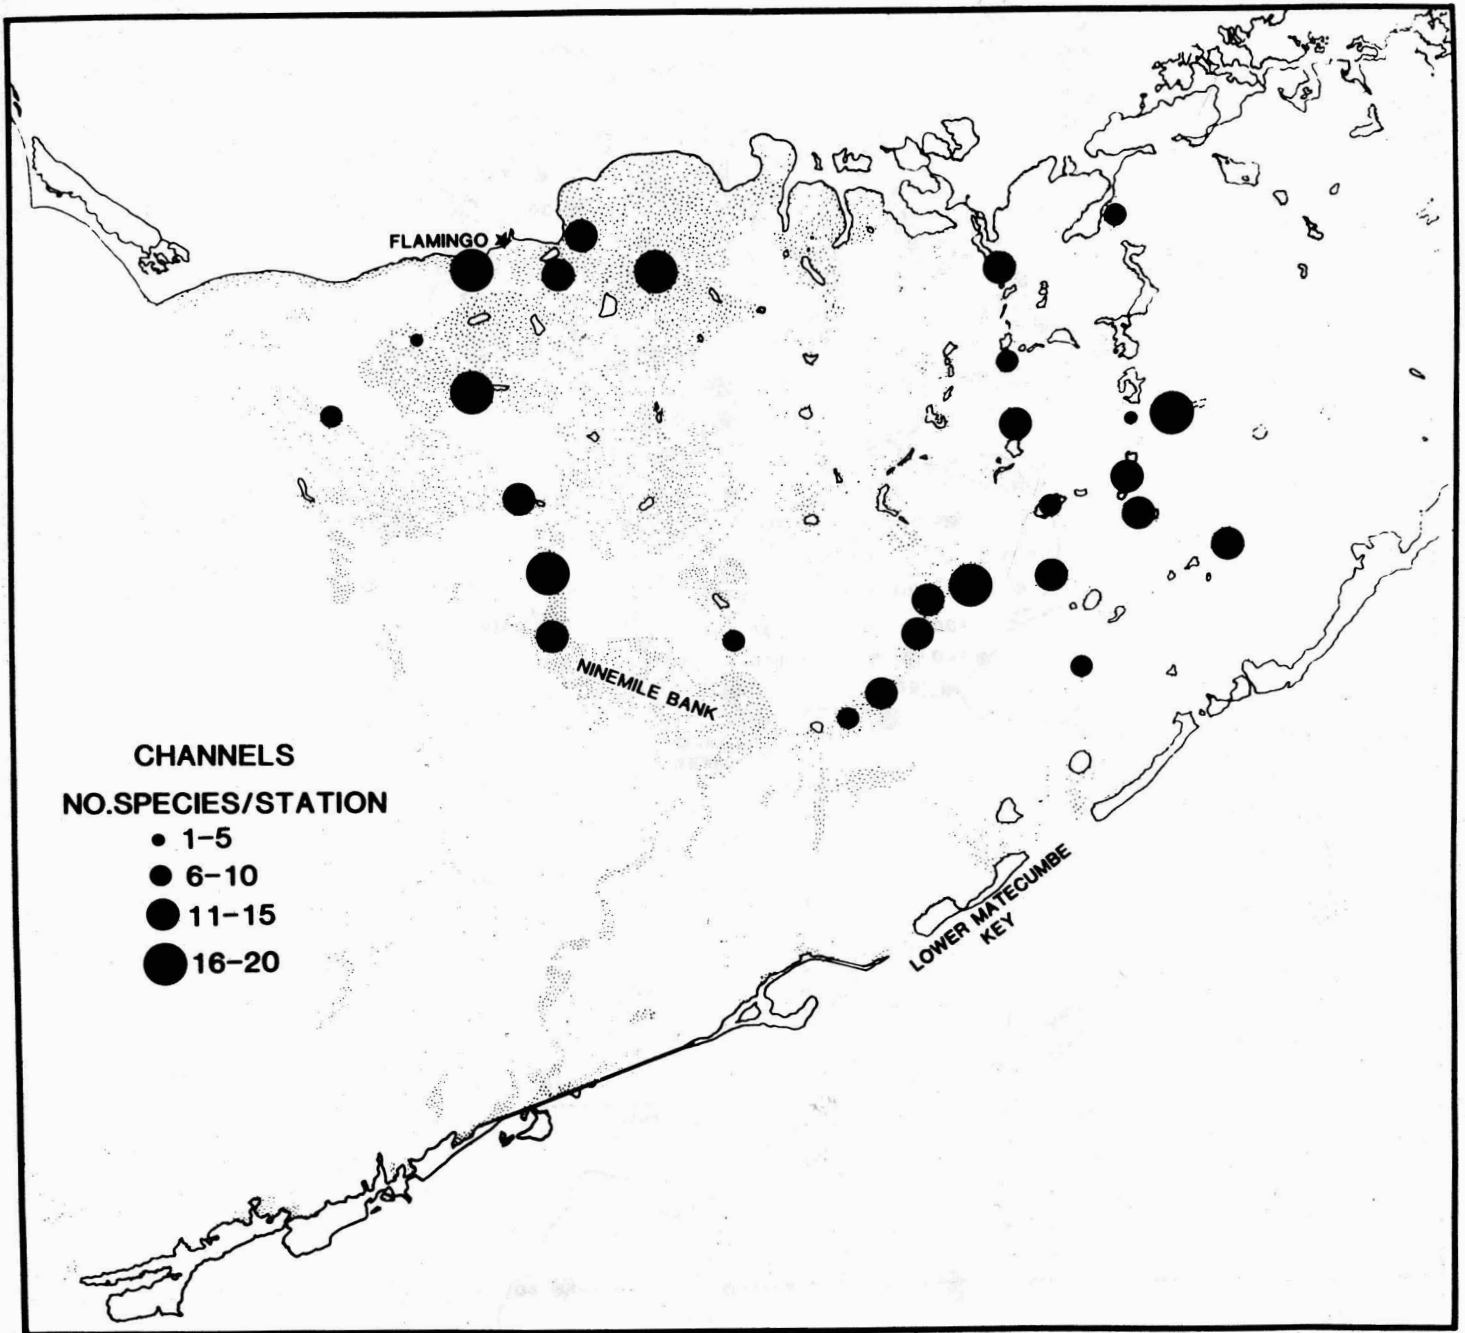 FLAMINGO
NINEMILE BANK
CHANNELS
NO.SPECIES/STATION
1-5
6-10
11-15
16-20
LOWER MATECUMBE
KEY